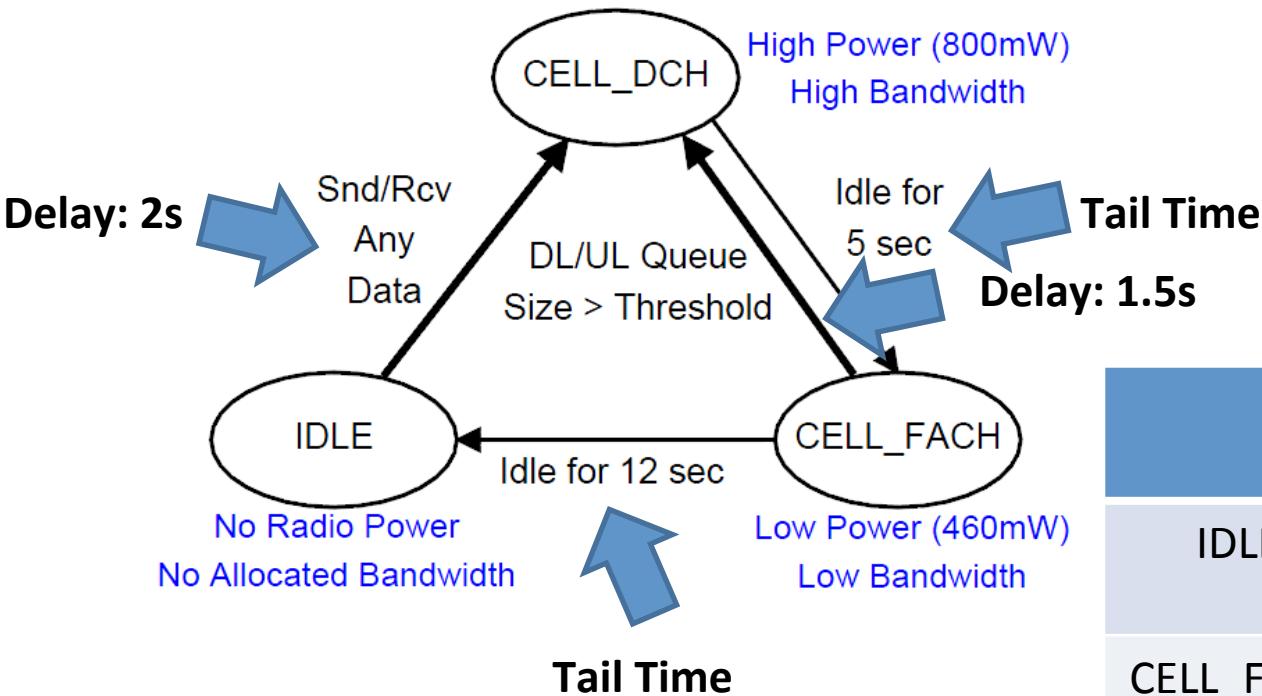 CELL_DCH
High Power (800mW)
High Bandwidth
Delay: 2s
Snd/Rcv
Any
Data
DL/UL Queue
Size > Threshold
Idle for
5 sec
Tail Time
Delay: 1.5s
IDLE
Idle for 12 sec
CELL_FACH
No Radio Power
No Allocated Bandwidth
Low Power (460mW)
Low Bandwidth
Tail Time
IDL
CELL_F